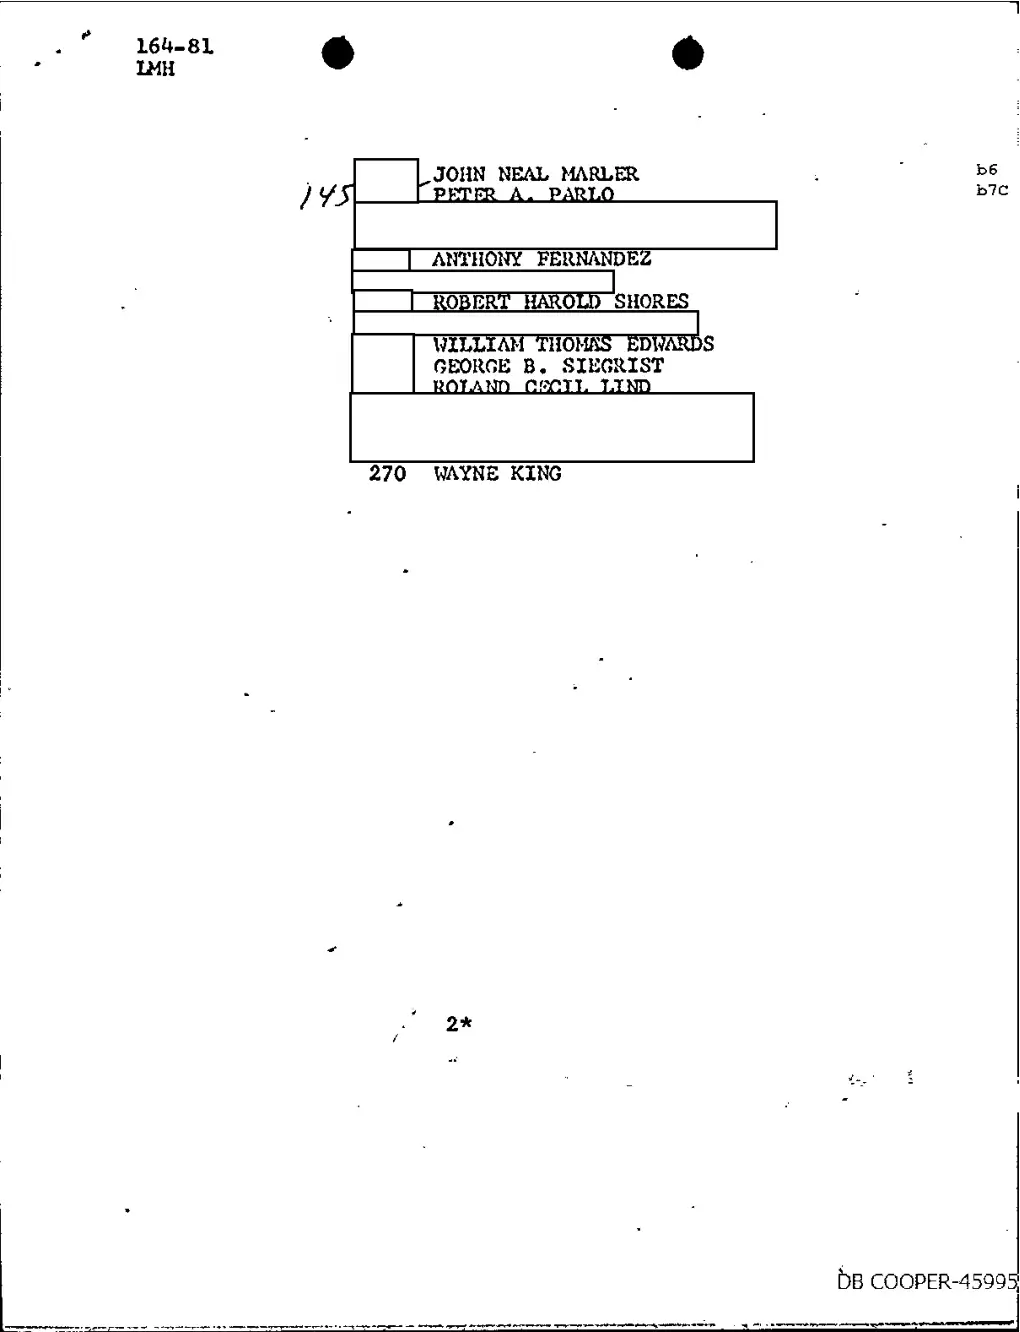 164-81
LMH
b6
b7C
JOHN NEAL MARLER
145
PETER A. PARLO
ANTHONY FERNANDEZ
ROBERT HAROLD SHORES
WILLIAM THOMAS EDWARDS
GEORGE B. SIEGRIST
ROLAND CECIL LIND
270 WAYNE KING
2*
DB COOPER-45995